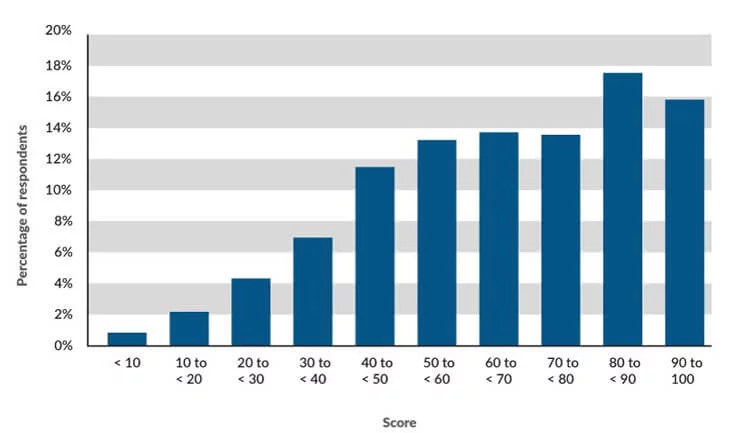 20%
18%
16%
14%
12%
10%
8%
6%
4%
2%
0%
Percentage of respondents
< 10
10 to
< 20
20 to
< 30
30 to
< 40
40 to
< 50
50 to
< 60
60 to
< 70
70 to
< 80
80 to
< 90
90 to
100
Score